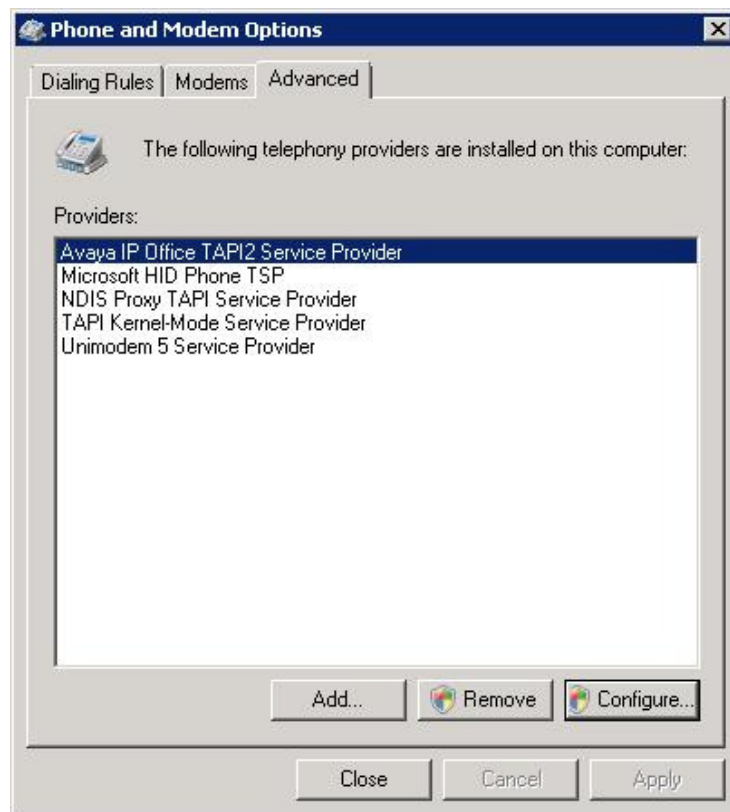 Phone and Modem Options
Dialing Rules
Modems
Advanced
The following telephony providers are installed on this computer:
Providers:
Avaya IP Office TAPI2 Service Provider
Microsoft HID Phone TSP
NDIS Proxy TAPI Service Provider
TAPI Kernel-Mode Service Provider
Unimodem 5 Service Provider
Add...
Remove
Configure...
Close
Cancel
Apply